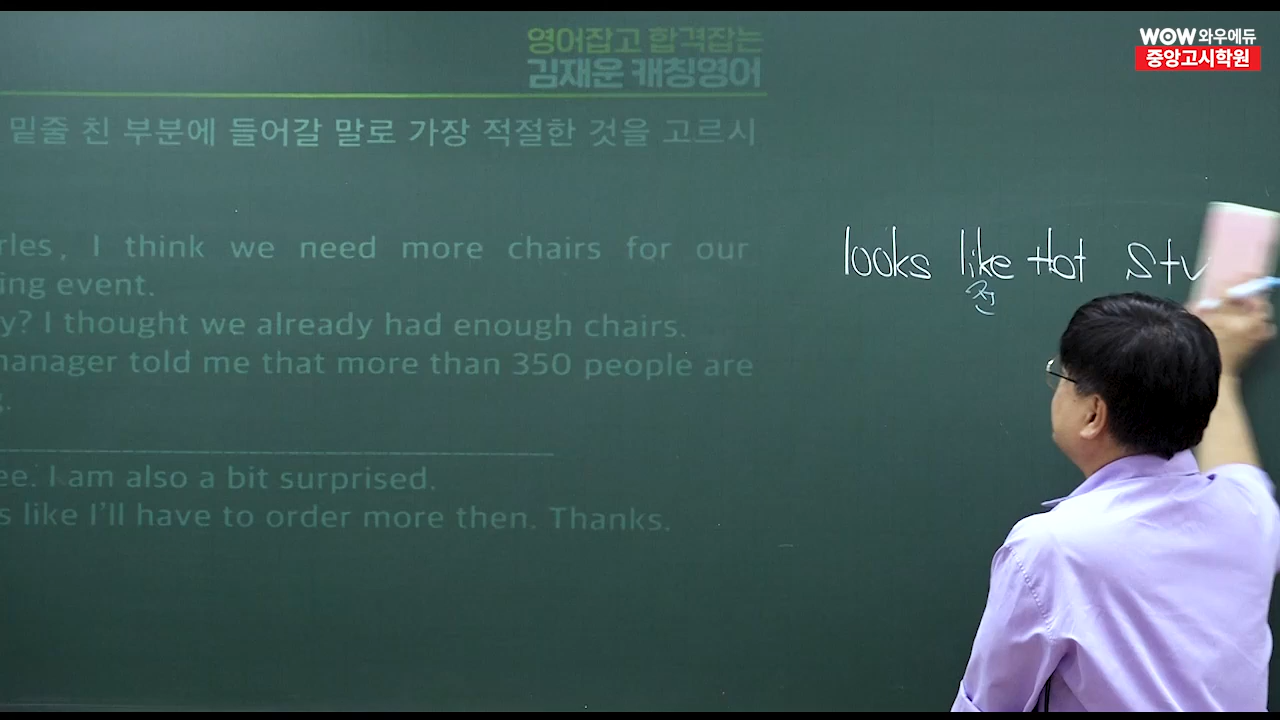 영어잡고 합격잡는
김재운 캐칭영어
WOW 와우에듀
중앙고시학원
밑줄 친 부분에 들어갈 말로 가장 적절한 것을 고르시
rles, I think we need more chairs for our
ing event.
y? I thought we already had enough chairs.
manager told me that more than 350 people are
ee. I am also a bit surprised.
s like I'll have to order more then. Thanks.
looks like
전